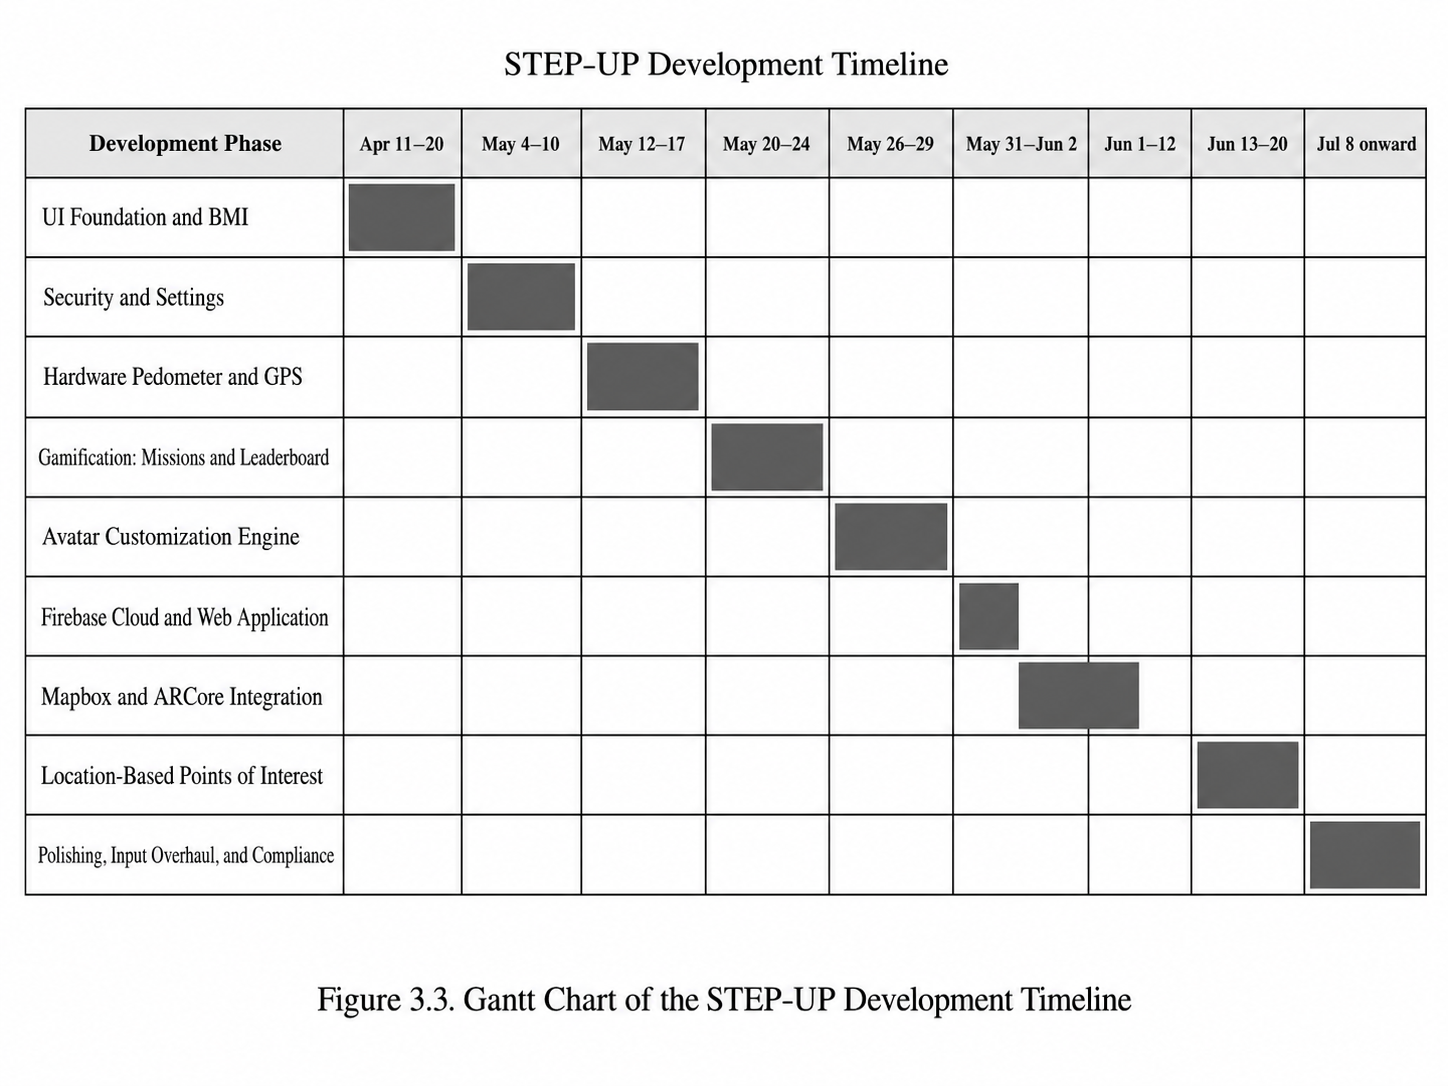 STEP-UP Development Timeline
Development Phase Apr 11–20 May 4–10 May 12–17 May 20–24 May 26–29 May 31–Jun 2 Jun 1–12 Jun 13–20 Jul 8 onward
UI Foundation and BMI
Security and Settings
Hardware Pedometer and GPS
Gamification: Missions and Leaderboard
Avatar Customization Engine
Firebase Cloud and Web Application
Mapbox and ARCore Integration
Location-Based Points of Interest
Polishing, Input Overhaul, and Compliance
Figure 3.3. Gantt Chart of the STEP-UP Development Timeline